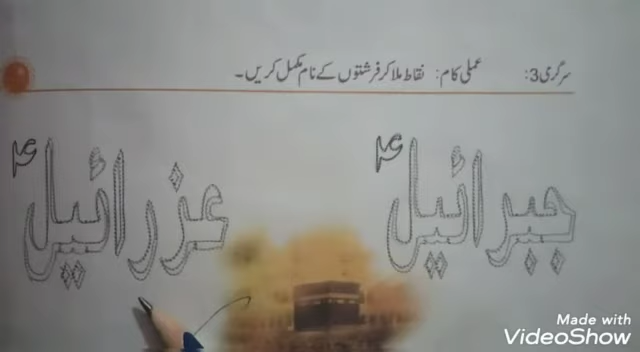 سرگرمی 3: عملی کام: نقاط ملا کر فرشتوں کے نام مکمل کریں۔
جبرائیلؑ عزرائیلؑ
Made with
VideoShow